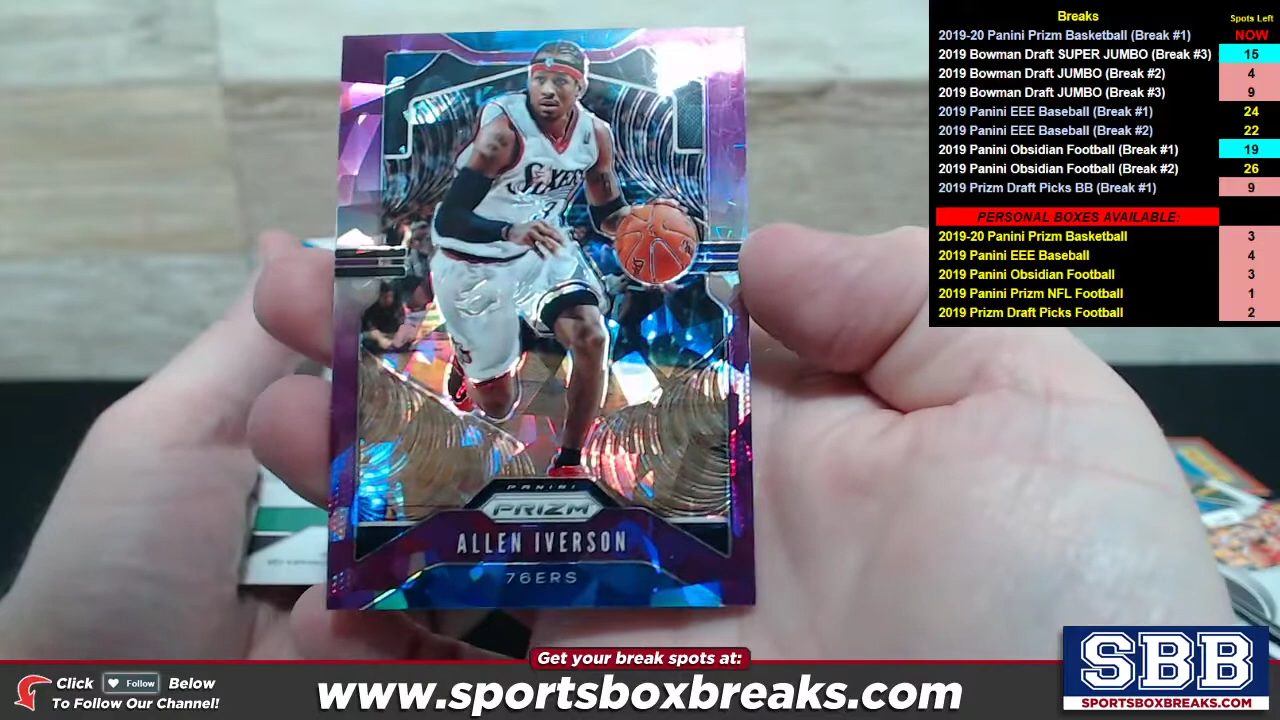 Breaks Spots Left
2019-20 Panini Prizm Basketball (Break #1) NOW
2019 Bowman Draft SUPER JUMBO (Break #3) 15
2019 Bowman Draft JUMBO (Break #2) 4
2019 Bowman Draft JUMBO (Break #3) 9
2019 Panini EEE Baseball (Break #1) 24
2019 Panini EEE Baseball (Break #2) 22
2019 Panini Obsidian Football (Break #1) 19
2019 Panini Obsidian Football (Break #2) 26
2019 Prizm Draft Picks BB (Break #1) 9
PERSONAL BOXES AVAILABLE:
2019-20 Panini Prizm Basketball 3
2019 Panini EEE Baseball 4
2019 Panini Obsidian Football 3
2019 Panini Prizm NFL Football 1
2019 Prizm Draft Picks Football 2
SIXERS
3
PANINI
PRIZM
ALLEN IVERSON
76ERS
Get your break spots at:
Click Follow Below
To Follow Our Channel!
www.sportsboxbreaks.com
SBB
SPORTSBOXBREAKS.COM